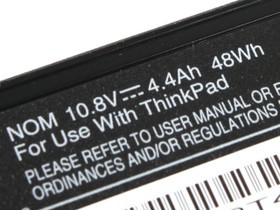 NOM 10.8V⎓ 4.4Ah 48Wh
For Use With ThinkPad
PLEASE REFER TO USER MANUAL OR
ORDINANCES AND/OR REGULATIONS